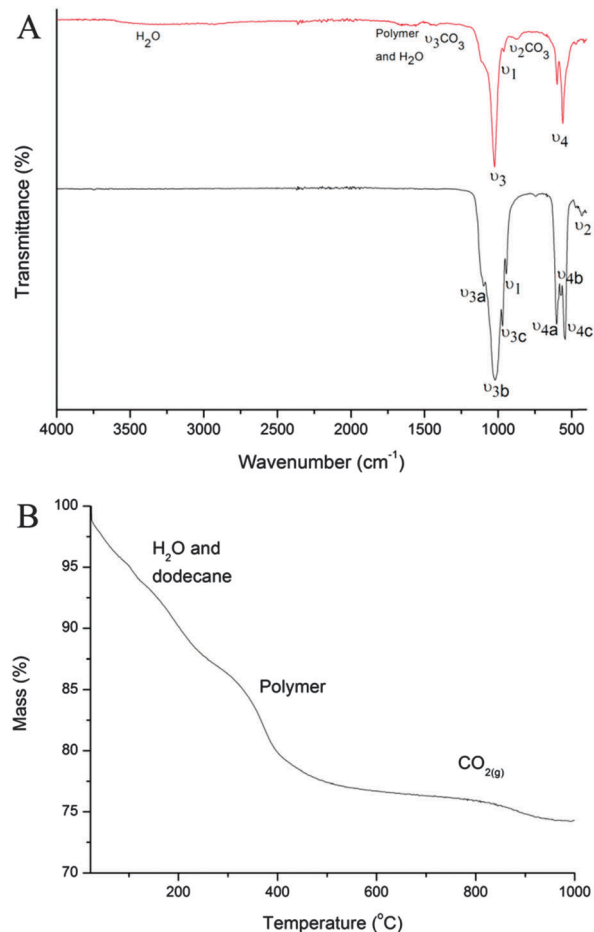 A
H₂O
Polymer
and H₂O
υ₃CO₃
υ₁
υ₂CO₃
υ₃
υ₄
υ₃a
υ₃b
υ₃c
υ₁
υ₄a
υ₄b
υ₄c
υ₂
Transmittance (%)
4000 3500 3000 2500 2000 1500 1000 500
Wavenumber (cm⁻¹)
B
H₂O and
dodecane
Polymer
CO₂(g)
Mass (%)
100
95
90
85
80
75
70
200 400 600 800 1000
Temperature (°C)